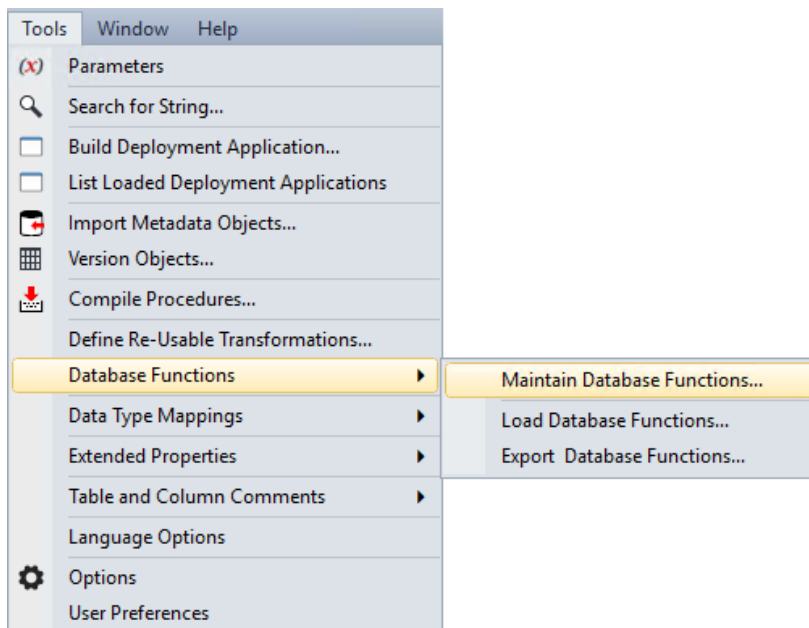 Tools Window Help
(x) Parameters
Search for String...
Build Deployment Application...
List Loaded Deployment Applications
Import Metadata Objects...
Version Objects...
Compile Procedures...
Define Re-Usable Transformations...
Database Functions
Maintain Database Functions...
Data Type Mappings
Load Database Functions...
Extended Properties
Export Database Functions...
Table and Column Comments
Language Options
Options
User Preferences